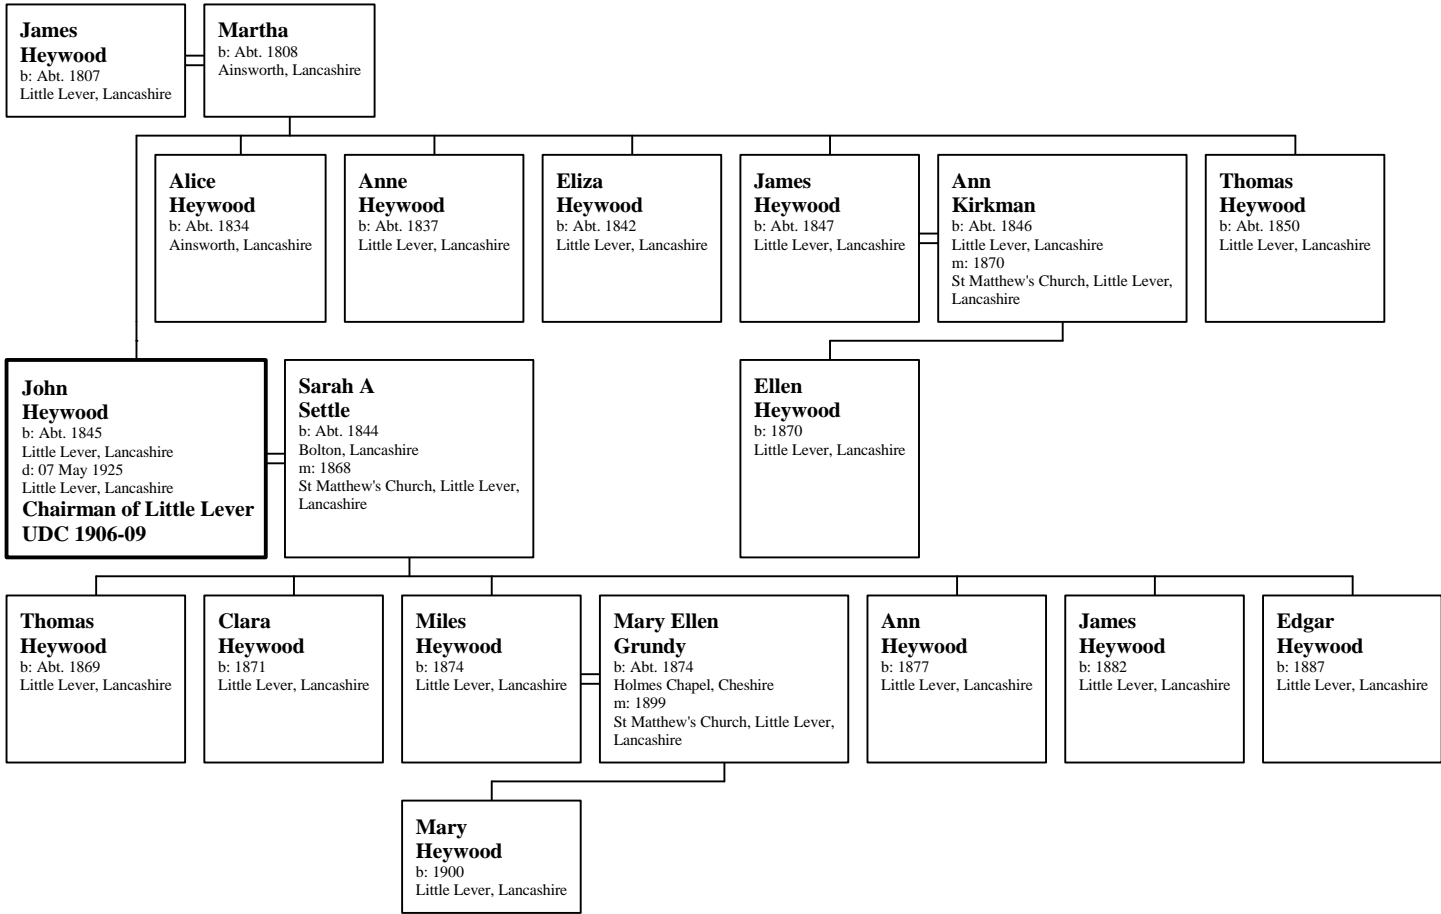 James
Heywood
b: Abt. 1807
Little Lever, Lancashire
Martha
b: Abt. 1808
Ainsworth, Lancashire
Alice
Heywood
b: Abt. 1834
Ainsworth, Lancashire
Anne
Heywood
b: Abt. 1837
Little Lever, Lancashire
Eliza
Heywood
b: Abt. 1842
Little Lever, Lancashire
James
Heywood
b: Abt. 1847
Little Lever, Lancashire
Ann
Kirkman
b: Abt. 1846
Little Lever, Lancashire
m: 1870
St Matthew's Church, Little Lever,
Lancashire
Thomas
Heywood
b: Abt. 1850
Little Lever, Lancashire
John
Heywood
b: Abt. 1845
Little Lever, Lancashire
d: 07 May 1925
Little Lever, Lancashire
Chairman of Little Lever
UDC 1906-09
Sarah A
Settle
b: Abt. 1844
Bolton, Lancashire
m: 1868
St Matthew's Church, Little Lever,
Lancashire
Ellen
Heywood
b: 1870
Little Lever, Lancashire
Thomas
Heywood
b: Abt. 1869
Little Lever, Lancashire
Clara
Heywood
b: 1871
Little Lever, Lancashire
Miles
Heywood
b: 1874
Little Lever, Lancashire
Mary Ellen
Grundy
b: Abt. 1874
Holmes Chapel, Cheshire
m: 1899
St Matthew's Church, Little Lever,
Lancashire
Ann
Heywood
b: 1877
Little Lever, Lancashire
James
Heywood
b: 1882
Little Lever, Lancashire
Edgar
Heywood
b: 1887
Little Lever, Lancashire
Mary
Heywood
b: 1900
Little Lever, Lancashire